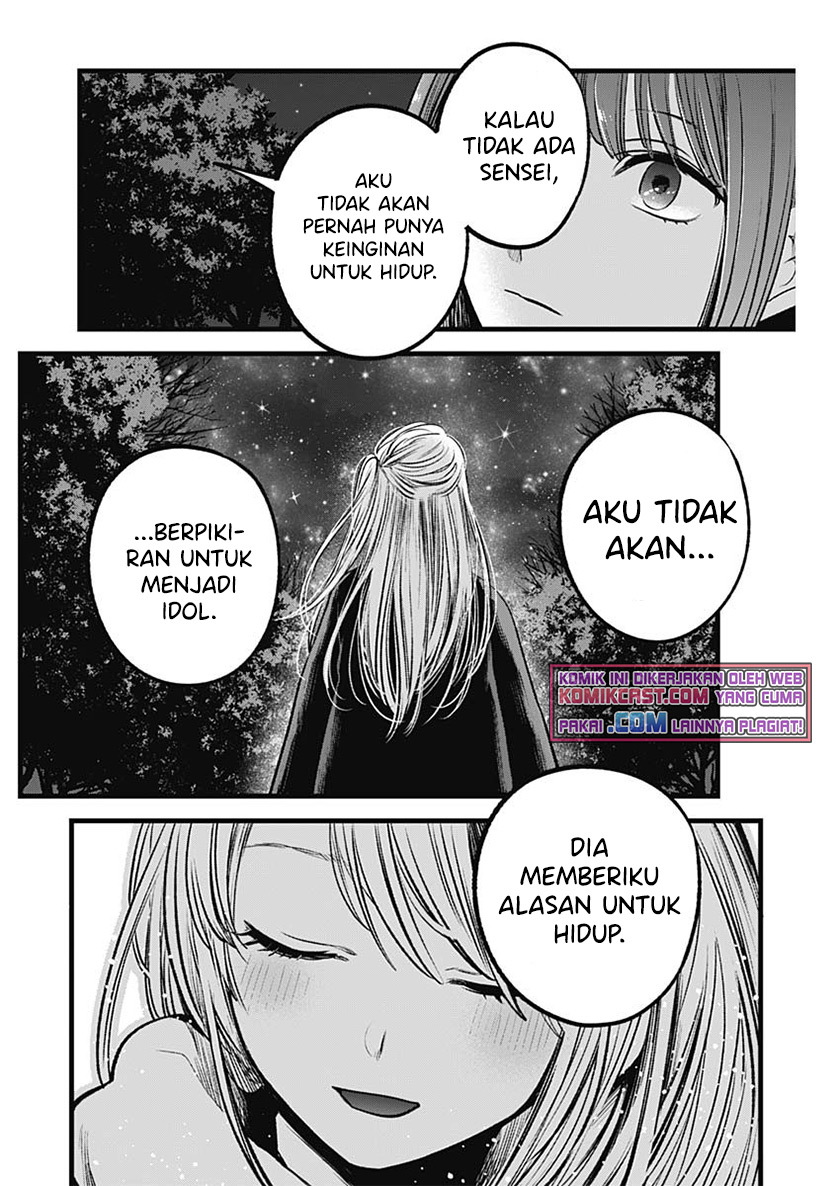 KALAU
TIDAK ADA
SENSEI,
AKU
TIDAK AKAN
PERNAH PUNYA
KEINGINAN
UNTUK HIDUP.
AKU TIDAK
AKAN...
...BERPIKI-
RAN UNTUK
MENJADI
IDOL.
KOMIK INI DIKERJAKAN OLEH WEB
KOMIKCAST.COM YANG CUMA
PAKAI .COM LAINNYA PLAGIAT!
DIA
MEMBERIKU
ALASAN UNTUK
HIDUP.